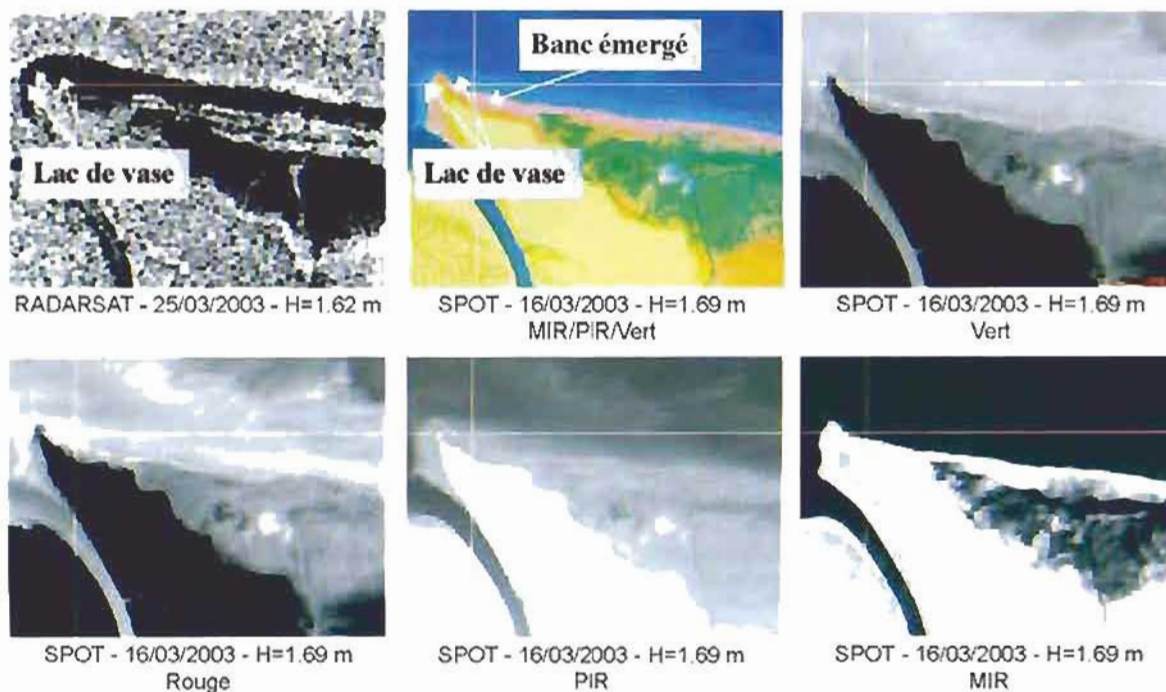 Lac de vase
RADARSAT - 25/03/2003 - H=1.62 m
Banc émergé
Lac de vase
SPOT - 16/03/2003 - H=1.69 m
MIR/PIR/Vert
SPOT - 16/03/2003 - H=1.69 m
Vert
SPOT - 16/03/2003 - H=1.69 m
Rouge
SPOT - 16/03/2003 - H=1.69 m
PIR
SPOT - 16/03/2003 - H=1.69 m
MIR